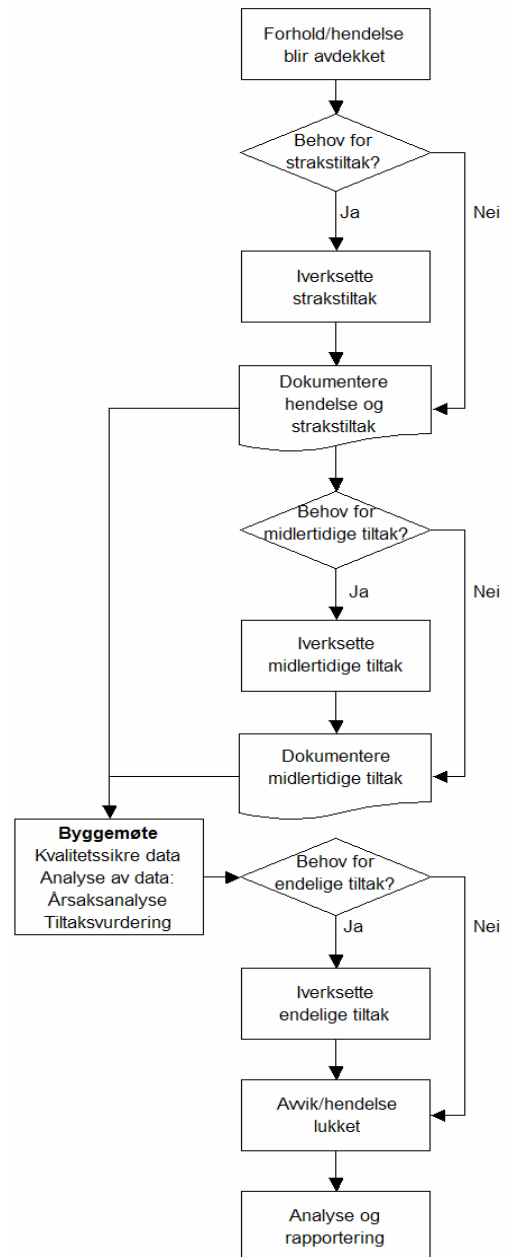 Forhold/hendelse
blir avdekket
Behov for
strakstiltak?
Ja
Nei
Iverksette
strakstiltak
Dokumentere
hendelse og
strakstiltak
Behov for
midlertidige tiltak?
Ja
Nei
Iverksette
midlertidige tiltak
Dokumentere
midlertidige tiltak
Byggemøte
Kvalitetssikre data
Analyse av data:
Årsaksanalyse
Tiltaksvurdering
Behov for
endelige tiltak?
Ja
Nei
Iverksette
endelige tiltak
Avvik/hendelse
lukket
Analyse og
rapportering